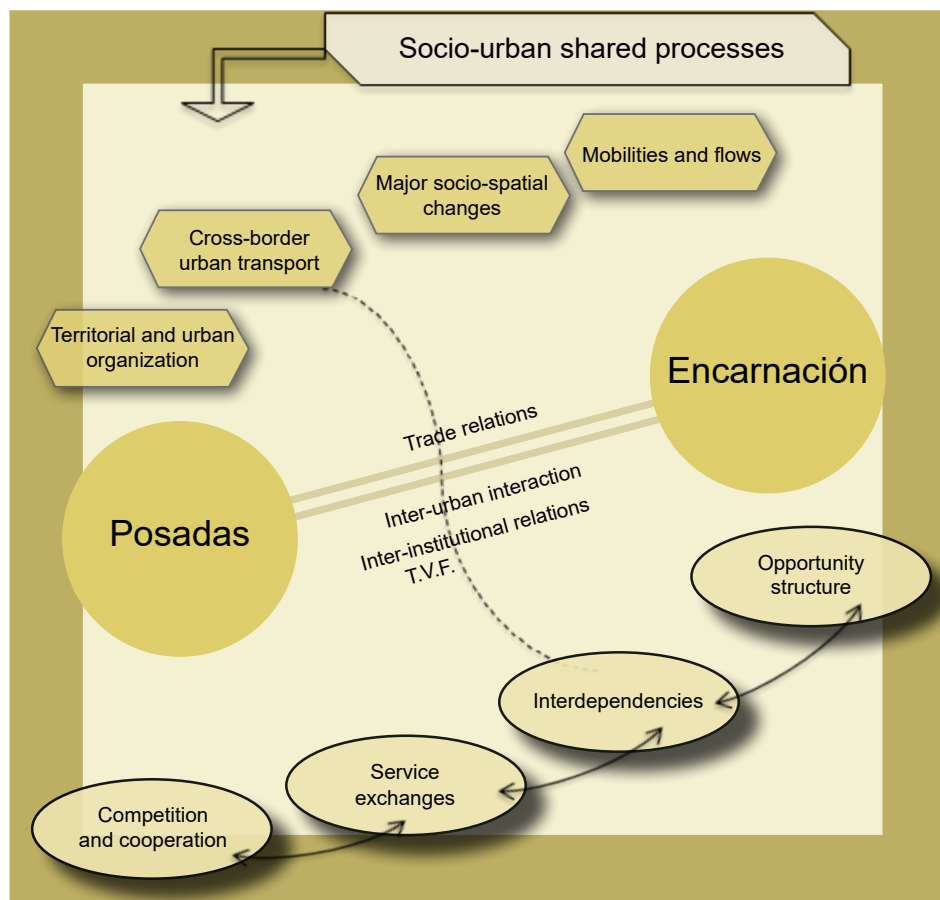 Socio-urban shared processes
Mobilities and flows
Major socio-spatial
changes
Cross-border
urban transport
Territorial and urban
organization
Encarnación
Posadas
Trade relations
Inter-urban interaction
Inter-institutional relations
T.V.F.
Opportunity
structure
Interdependencies
Service
exchanges
Competition
and cooperation